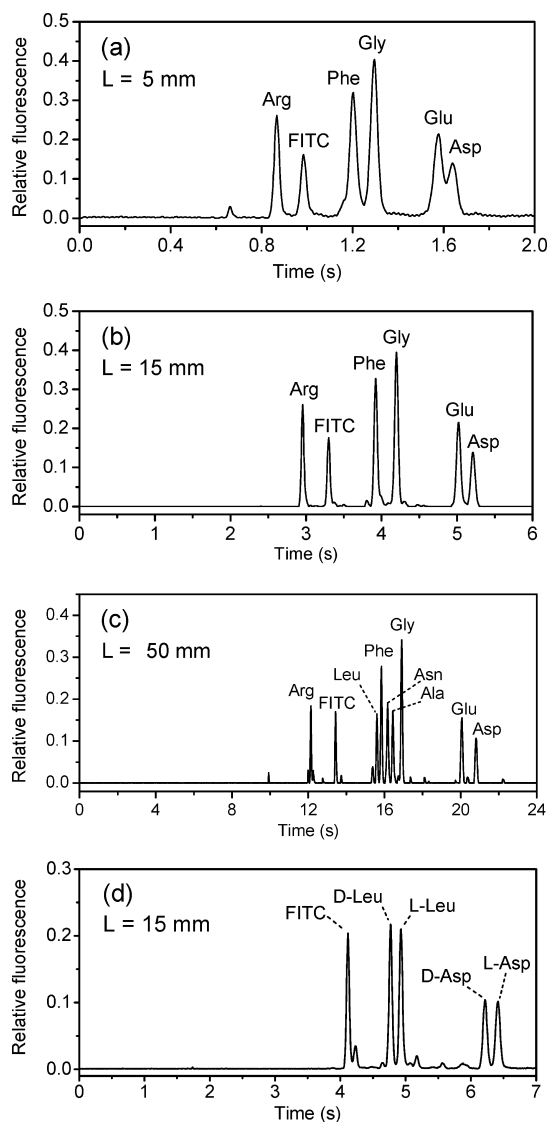 (a)
L = 5 mm
Arg
FITC
Phe
Gly
Glu
Asp
Relative fluorescence
0.5
0.4
0.3
0.2
0.1
0.0
0.0 0.4 0.8 1.2 1.6 2.0
Time (s)
(b)
L = 15 mm
Arg
FITC
Phe
Gly
Glu
Asp
Relative fluorescence
0.5
0.4
0.3
0.2
0.1
0.0
0 1 2 3 4 5 6
Time (s)
(c)
L = 50 mm
Arg
FITC
Leu
Phe
Gly
Asn
Ala
Glu
Asp
Relative fluorescence
0.4
0.3
0.2
0.1
0.0
0 4 8 12 16 20 24
Time (s)
(d)
L = 15 mm
FITC
D-Leu
L-Leu
D-Asp
L-Asp
Relative fluorescence
0.3
0.2
0.1
0.0
0 1 2 3 4 5 6 7
Time (s)